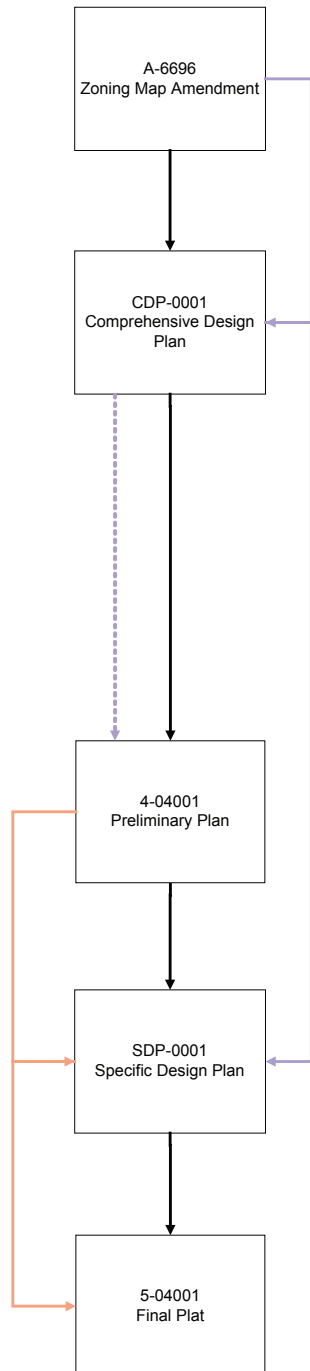 A-6696
Zoning Map Amendment
CDP-0001
Comprehensive Design
Plan
4-04001
Preliminary Plan
SDP-0001
Specific Design Plan
5-04001
Final Plat